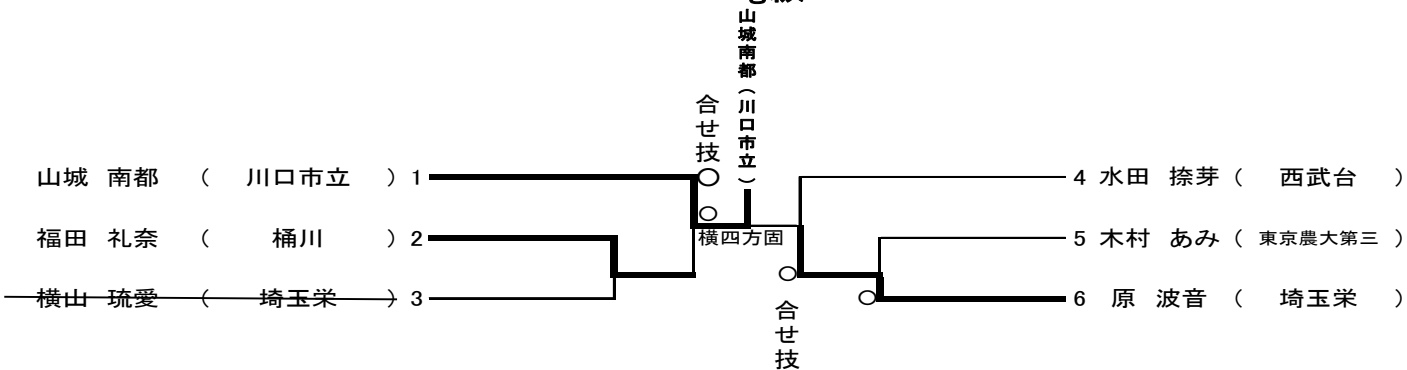 山城南都（川口市立）
合せ技
山城 南都 （ 川口市立 ） 1
福田 礼奈 （ 桶川 ） 2
横山 琉愛 （ 埼玉栄 ） 3
横四方固
合せ技
4 水田 捺芽 （ 西武台 ）
5 木村 あみ （ 東京農大第三 ）
6 原 波音 （ 埼玉栄 ）